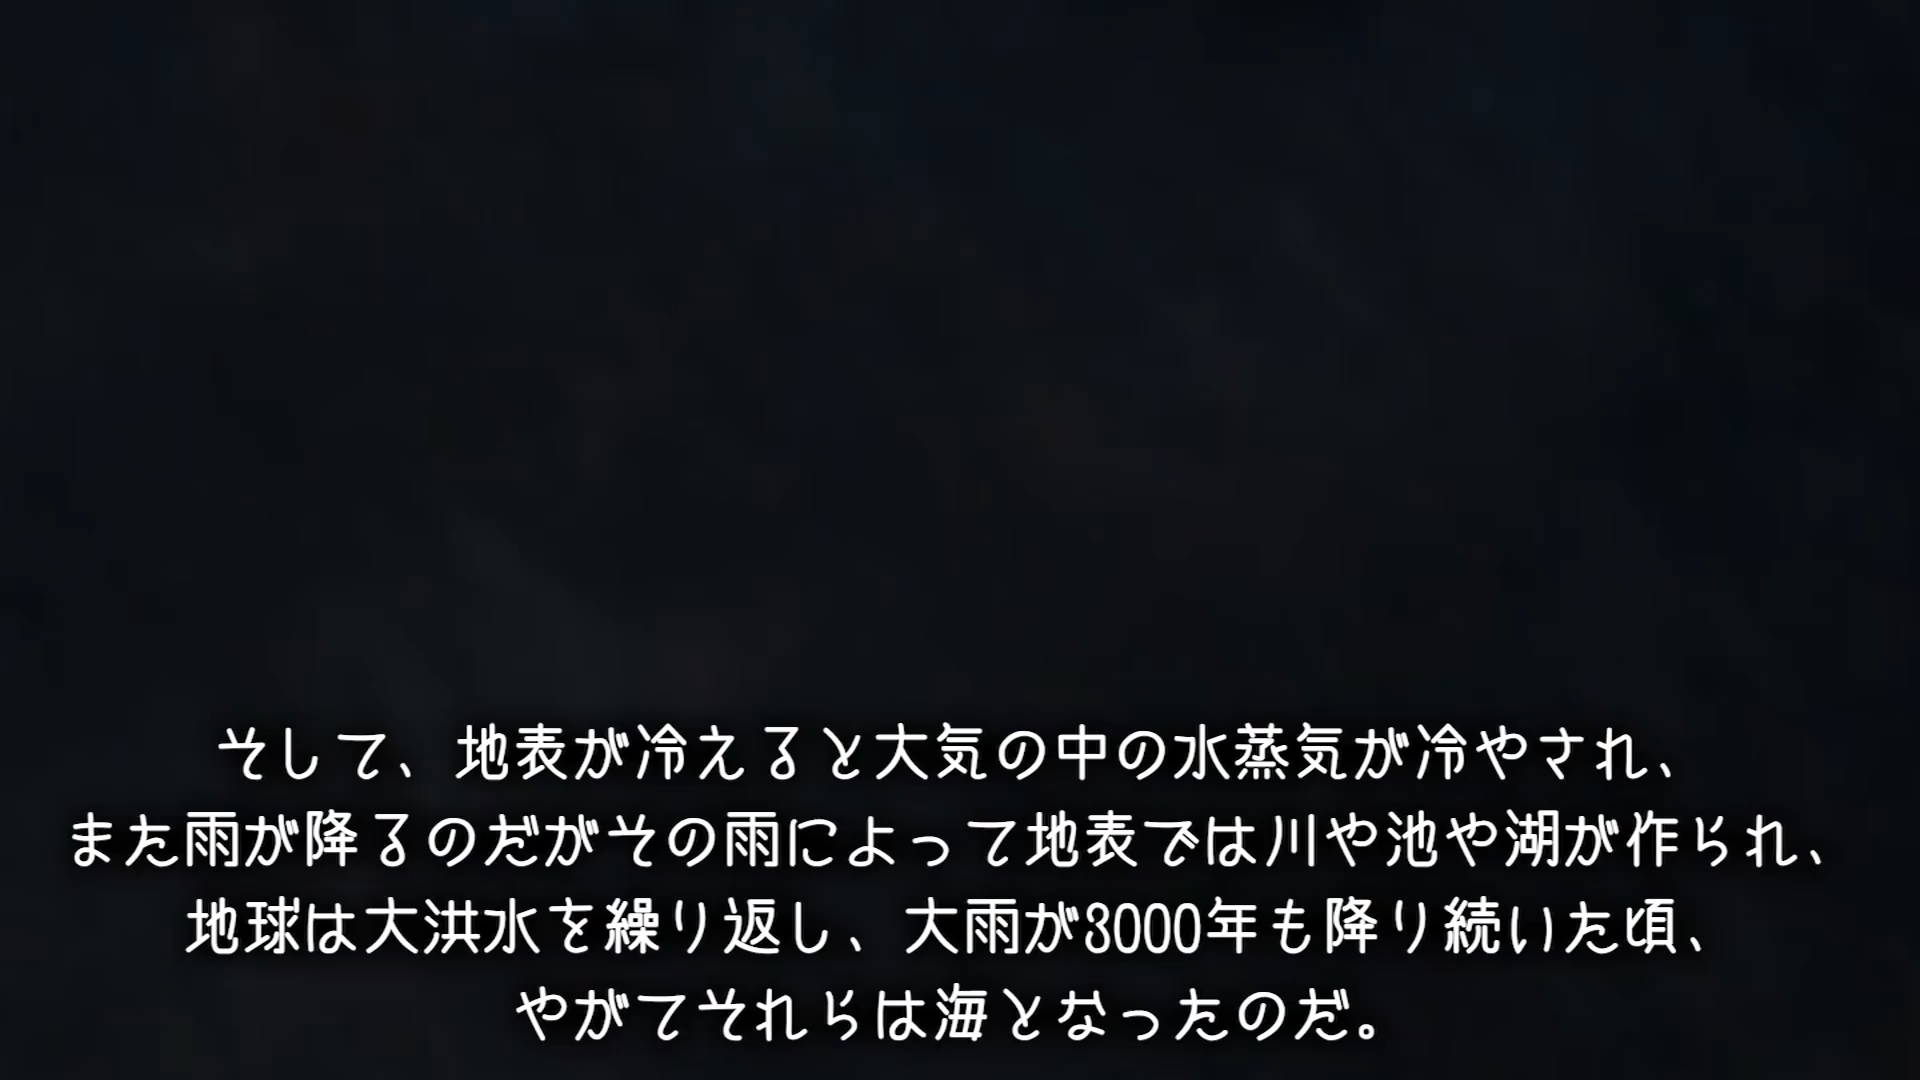 そして、地表が冷えると大気の中の水蒸気が冷やされ、
また雨が降るのだがその雨によって地表では川や池や湖が作られ、
地球は大洪水を繰り返し、大雨が3000年も降り続いた頃、
やがてそれらは海となったのだ。